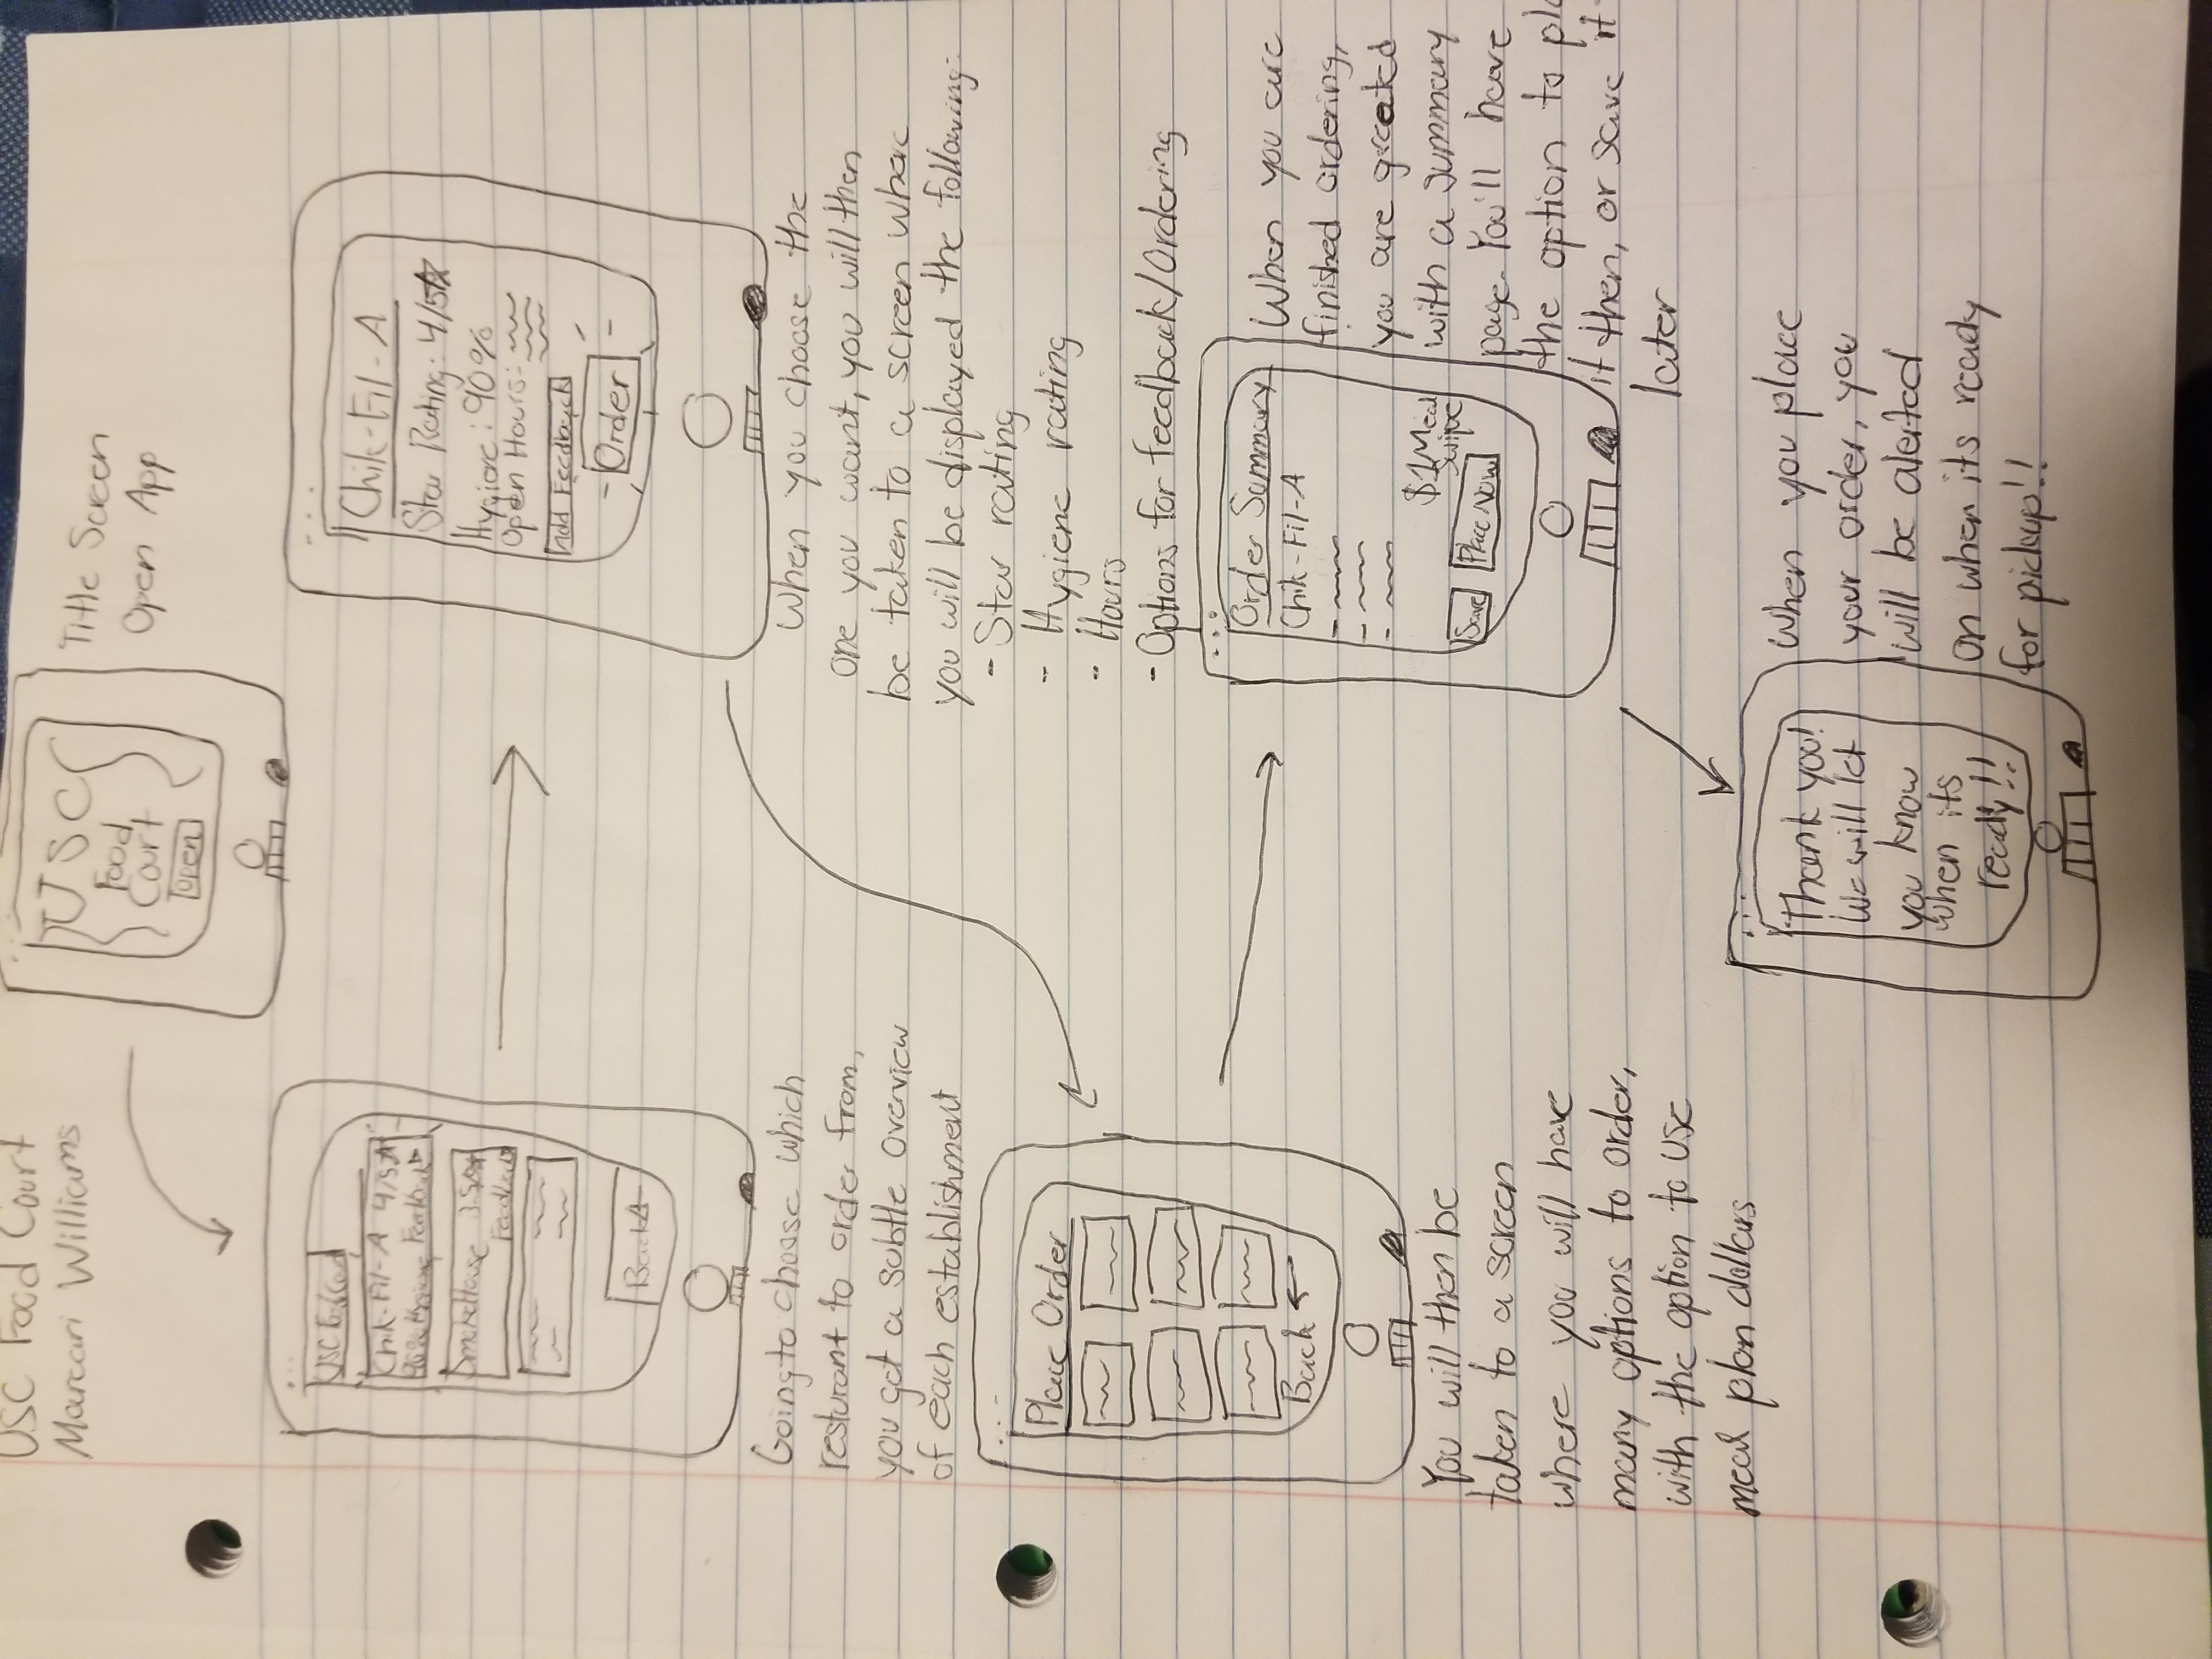 USC Food Court
Marcari Williams
USC
Food
Court
Open
Title Screen
Open App
USC Food Court
Chik-Fil-A 4/5
90% Hygiene Feedback
SmokeHouse 3.5/5
Feedback
Back
Going to choose which
resturant to order from,
you get a subtle overview
of each establishment
Chik-Fil-A
Star Rating: 4/5
Hygiene: 90%
Open Hours:
Add Feedback
Order
When you choose the
one you want, you will then
be taken to a screen where
you will be displayed the following:
- Star rating
- Hygiene rating
- Hours
- Options for feedback/Ordering
Place Order
Back ←
You will then be
taken to a screen
where you will have
many options to order,
with the option to use
meal plan dollars
Order Summary
Chik-Fil-A
$1 Meal
Swipe
Save Place Now
When you are
finished ordering,
you are greeted
with a summary
page. You'll have
the option to pla
it then, or save it
later
Thank you!
We will let
you know
when its
ready!!
When you place
your order, you
will be alerted
on when its ready
for pickup!!